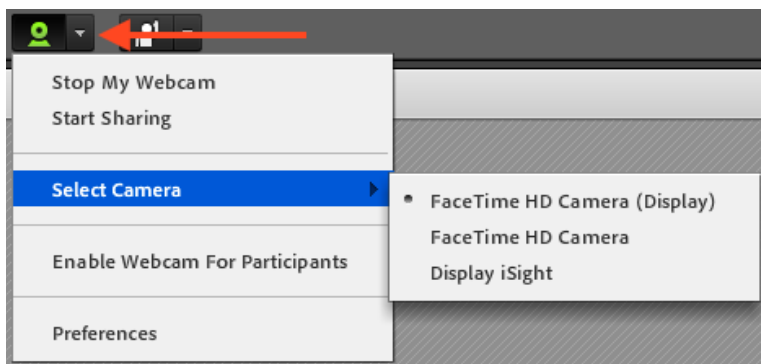 Stop My Webcam
Start Sharing
Select Camera
FaceTime HD Camera (Display)
FaceTime HD Camera
Display iSight
Enable Webcam For Participants
Preferences